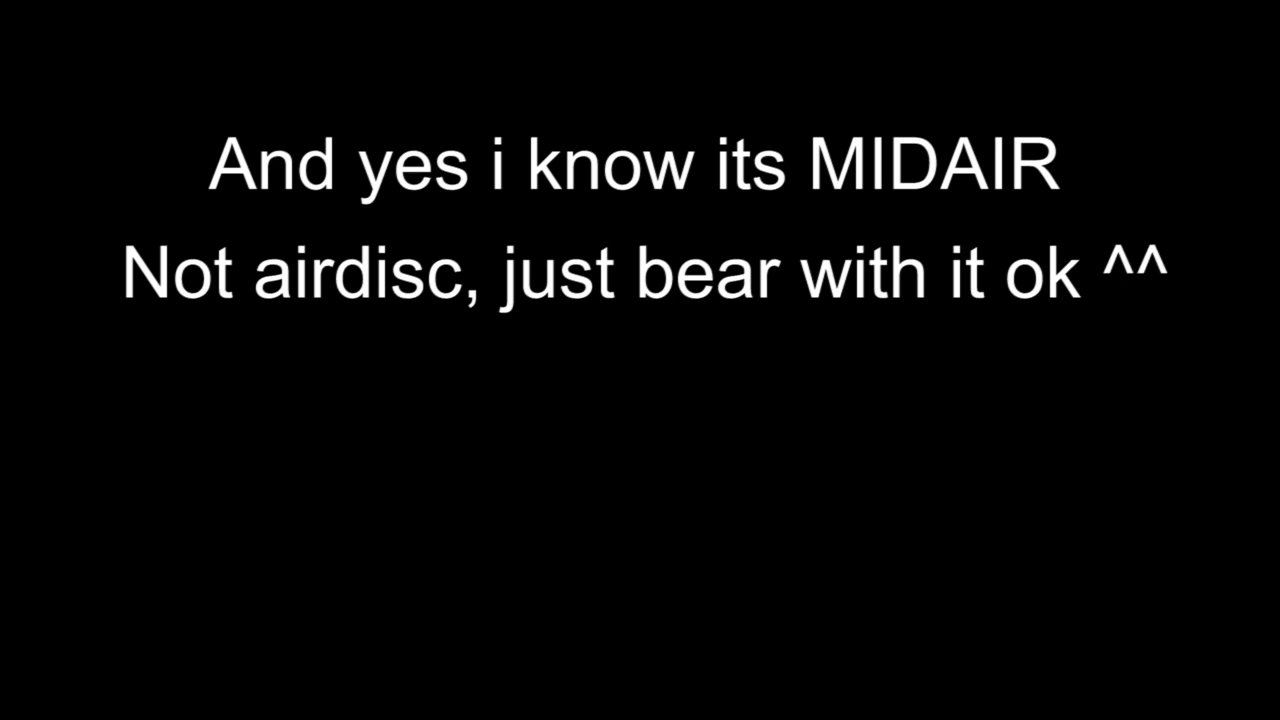 And yes i know its MIDAIR
Not airdisc, just bear with it ok ^^